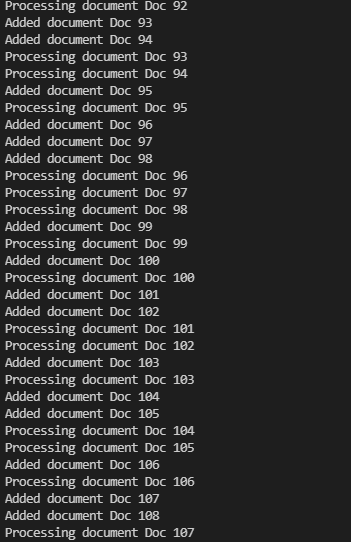 Processing document Doc 92
Added document Doc 93
Added document Doc 94
Processing document Doc 93
Processing document Doc 94
Added document Doc 95
Processing document Doc 95
Added document Doc 96
Added document Doc 97
Added document Doc 98
Processing document Doc 96
Processing document Doc 97
Processing document Doc 98
Added document Doc 99
Processing document Doc 99
Added document Doc 100
Processing document Doc 100
Added document Doc 101
Added document Doc 102
Processing document Doc 101
Processing document Doc 102
Added document Doc 103
Processing document Doc 103
Added document Doc 104
Added document Doc 105
Processing document Doc 104
Processing document Doc 105
Added document Doc 106
Processing document Doc 106
Added document Doc 107
Added document Doc 108
Processing document Doc 107